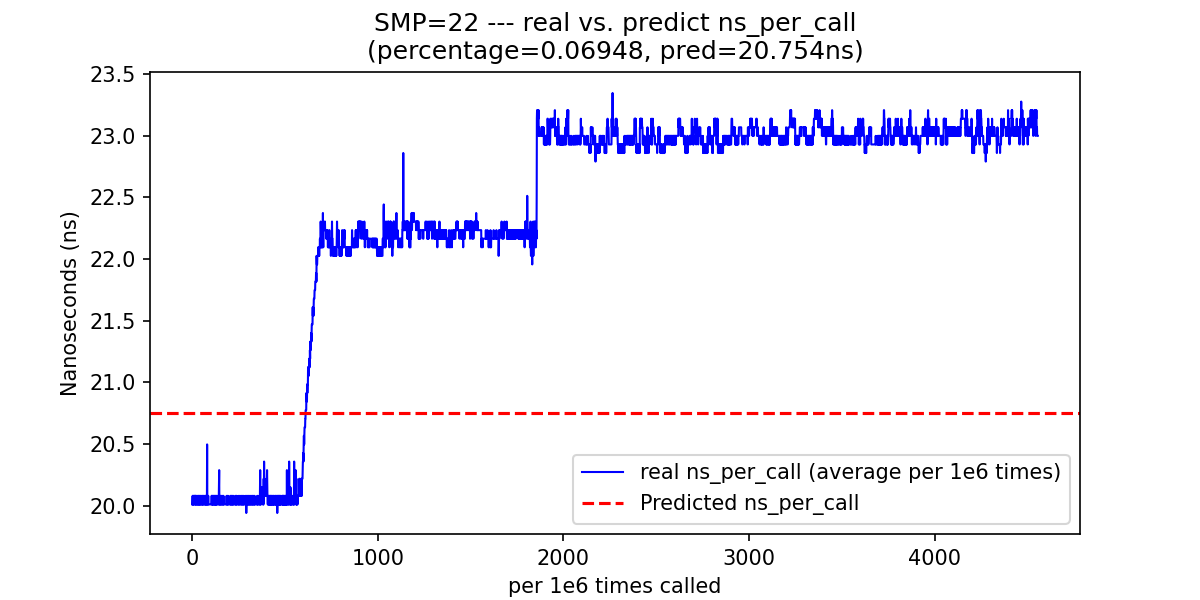 SMP=22 --- real vs. predict ns_per_call
(percentage=0.06948, pred=20.754ns)
23.5
23.0
22.5
22.0
21.5
21.0
20.5
20.0
Nanoseconds (ns)
real ns_per_call (average per 1e6 times)
Predicted ns_per_call
0 1000 2000 3000 4000
per 1e6 times called